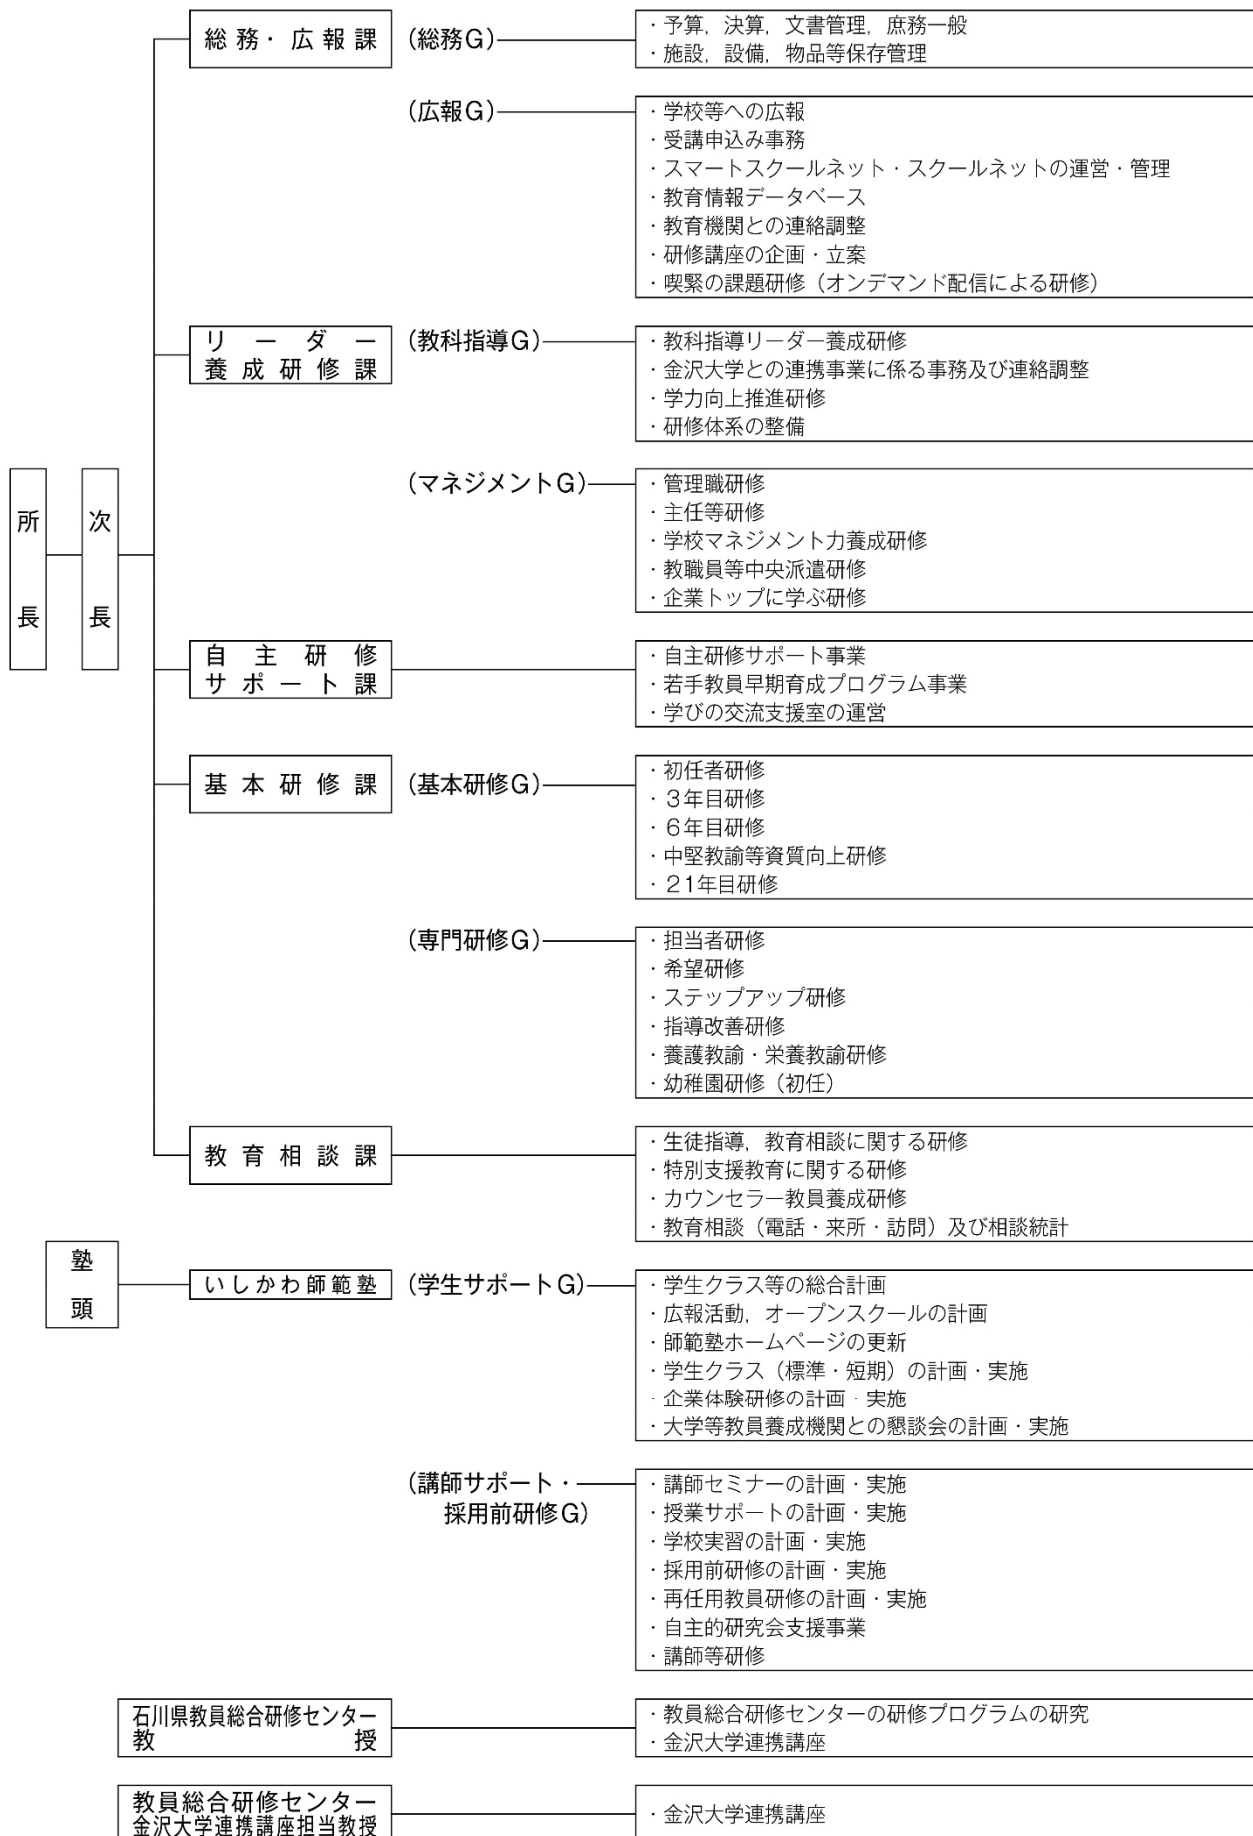 総務・広報課
(総務G)
・予算，決算，文書管理，庶務一般
・施設，設備，物品等保存管理
(広報G)
・学校等への広報
・受講申込み事務
・スマートスクールネット・スクールネットの運営・管理
・教育情報データベース
・教育機関との連絡調整
・研修講座の企画・立案
・喫緊の課題研修（オンデマンド配信による研修）
リーダー
養成研修課
(教科指導G)
・教科指導リーダー養成研修
・金沢大学との連携事業に係る事務及び連絡調整
・学力向上推進研修
・研修体系の整備
(マネジメントG)
・管理職研修
・主任等研修
・学校マネジメント力養成研修
・教職員等中央派遣研修
・企業トップに学ぶ研修
所長
次長
自主研修
サポート課
・自主研修サポート事業
・若手教員早期育成プログラム事業
・学びの交流支援室の運営
基本研修課
(基本研修G)
・初任者研修
・３年目研修
・６年目研修
・中堅教諭等資質向上研修
・２１年目研修
(専門研修G)
・担当者研修
・希望研修
・ステップアップ研修
・指導改善研修
・養護教諭・栄養教諭研修
・幼稚園研修（初任）
教育相談課
・生徒指導，教育相談に関する研修
・特別支援教育に関する研修
・カウンセラー教員養成研修
・教育相談（電話・来所・訪問）及び相談統計
塾頭
いしかわ師範塾
(学生サポートG)
・学生クラス等の総合計画
・広報活動，オープンスクールの計画
・師範塾ホームページの更新
・学生クラス（標準・短期）の計画・実施
・企業体験研修の計画・実施
・大学等教員養成機関との懇談会の計画・実施
(講師サポート・
採用前研修G)
・講師セミナーの計画・実施
・授業サポートの計画・実施
・学校実習の計画・実施
・採用前研修の計画・実施
・再任用教員研修の計画・実施
・自主的研究会支援事業
・講師等研修
石川県教員総合研修センター
教授
・教員総合研修センターの研修プログラムの研究
・金沢大学連携講座
教員総合研修センター
金沢大学連携講座担当教授
・金沢大学連携講座